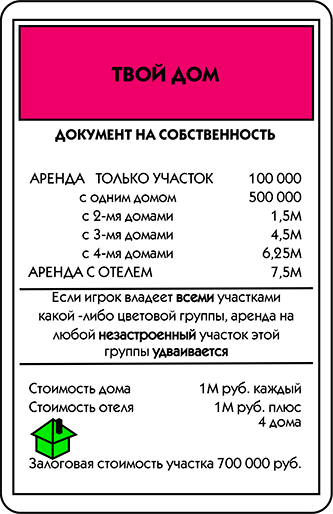 ТВОЙ ДОМ
ДОКУМЕНТ НА СОБСТВЕННОСТЬ
АРЕНДА ТОЛЬКО УЧАСТОК 100 000
с одним домом 500 000
с 2-мя домами 1,5М
с 3-мя домами 4,5М
с 4-мя домами 6,25М
АРЕНДА С ОТЕЛЕМ 7,5М
Если игрок владеет всеми участками
какой -либо цветовой группы, аренда на
любой незастроенный участок этой
группы удваивается
Стоимость дома 1М руб. каждый
Стоимость отеля 1М руб. плюс
4 дома
Залоговая стоимость участка 700 000 руб.